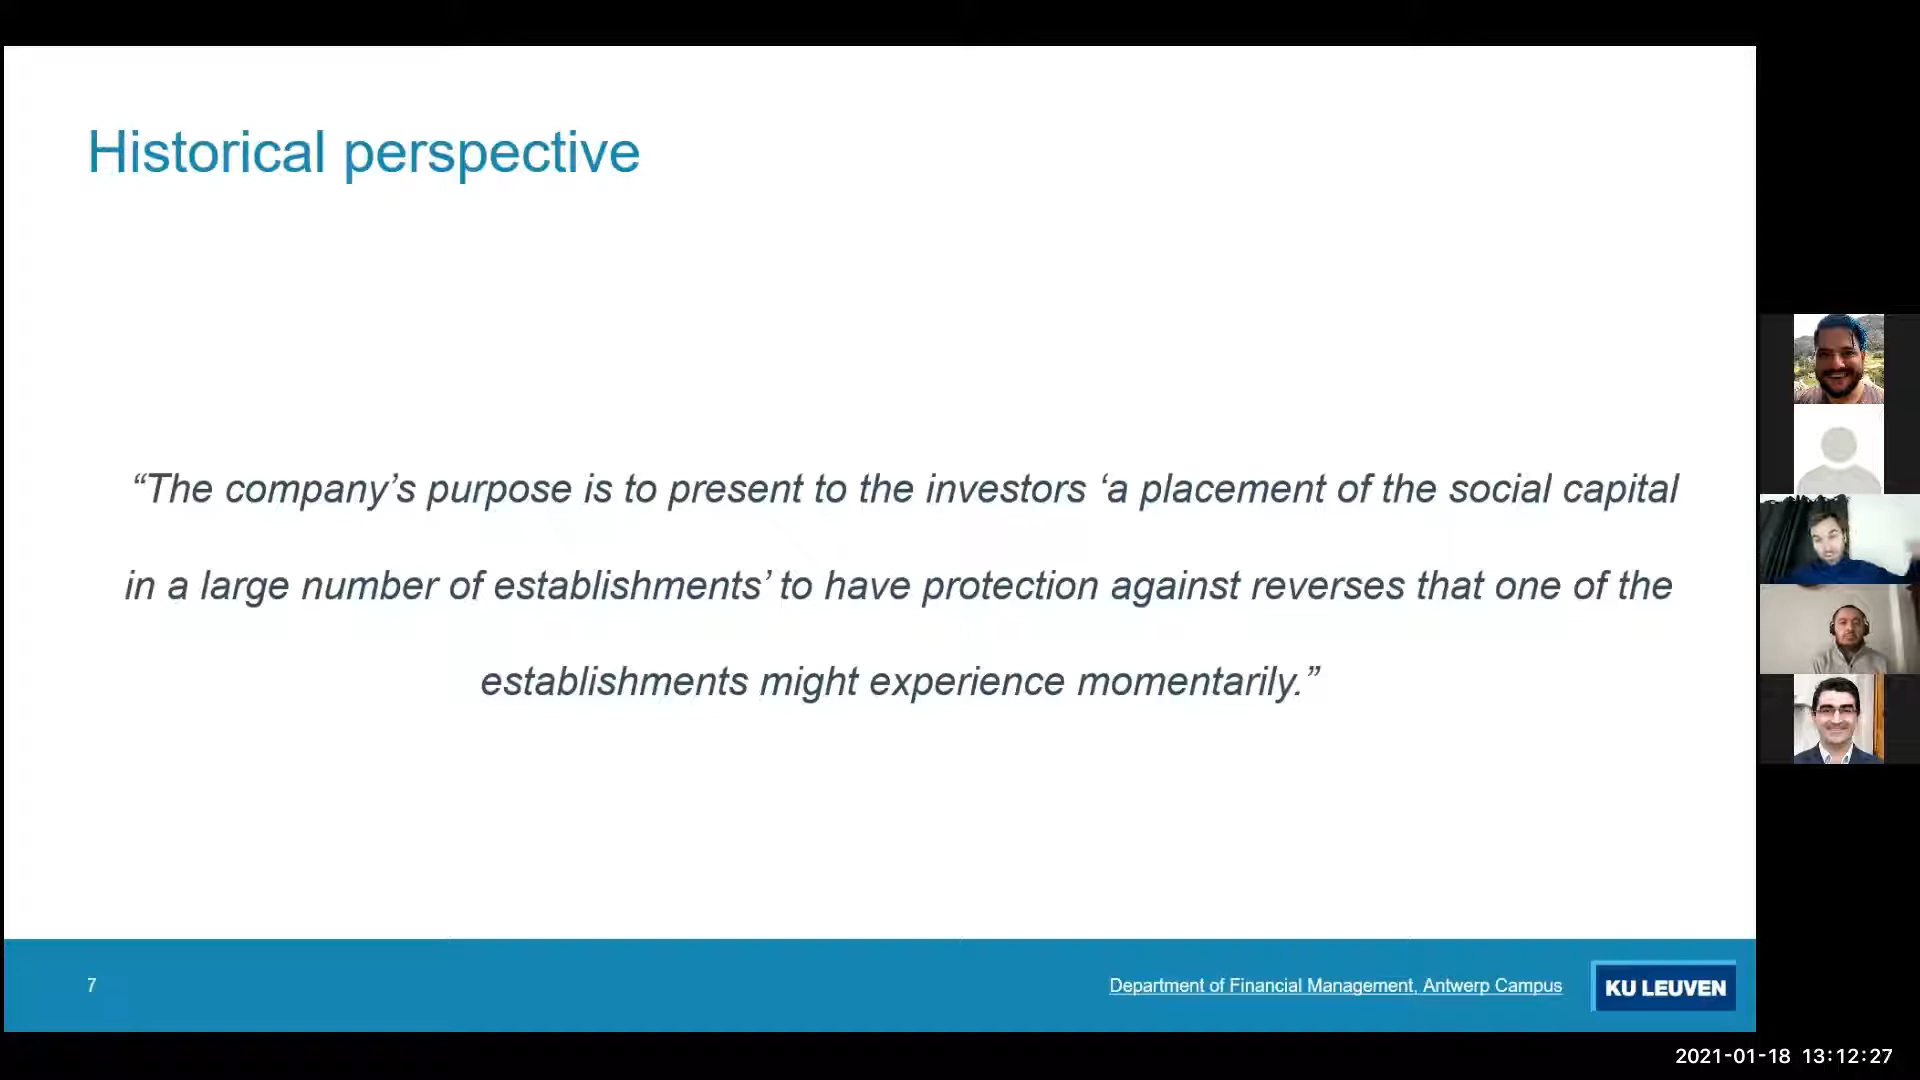 Historical perspective
“The company’s purpose is to present to the investors ‘a placement of the social capital
in a large number of establishments’ to have protection against reverses that one of the
establishments might experience momentarily.”
7
Department of Financial Management, Antwerp Campus
KU LEUVEN
2021-01-18 13:12:27